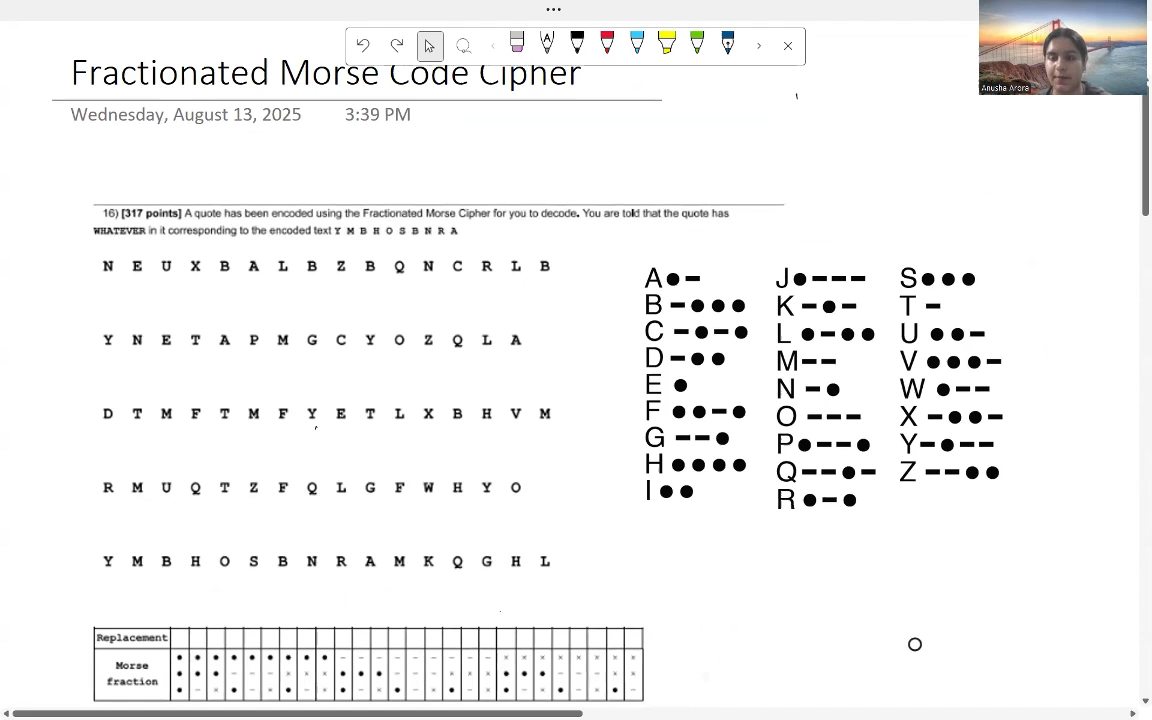 Fractionated Morse Code Cipher
Anusha Arora
Wednesday, August 13, 2025 3:39 PM
16) [317 points] A quote has been encoded using the Fractionated Morse Cipher for you to decode. You are told that the quote has
WHATEVER in it corresponding to the encoded text Y M B H O S B N R A
N E U X B A L B Z B Q N C R L B
Y N E T A P M G C Y O Z Q L A
D T M F T M F Y E T L X B H V M
R M U Q T Z F Q L G F W H Y O
Y M B H O S B N R A M K Q G H L
A ●–
B –●●●
C –●–●
D –●●
E ●
F ●●–●
G ––●
H ●●●●
I ●●
J ●–––
K –●–
L ●–●●
M ––
N –●
O –––
P ●––●
Q ––●–
R ●–●
S ●●●
T –
U ●●–
V ●●●–
W ●––
X –●●–
Y –●––
Z ––●●
Replacement
Morse
fraction
● ● ● ● ● ● ● ● ● – – – – – – – – – × × × × × × × ×
● ● ● – – – × × × ● ● ● – – – × × × ● ● ● – – – × ×
● – × ● – × ● – × ● – × ● – × ● – × ● – × ● – × ● –